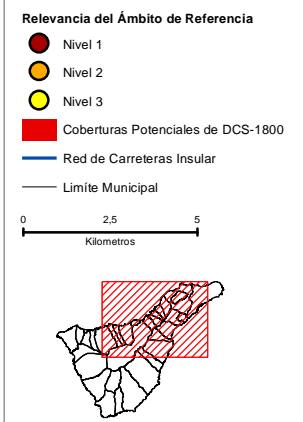 Relevancia del Ámbito de Referencia
Nivel 1
Nivel 2
Nivel 3
Coberturas Potenciales de DCS-1800
Red de Carreteras Insular
Limíte Municipal
0 2,5 5
Kilometros